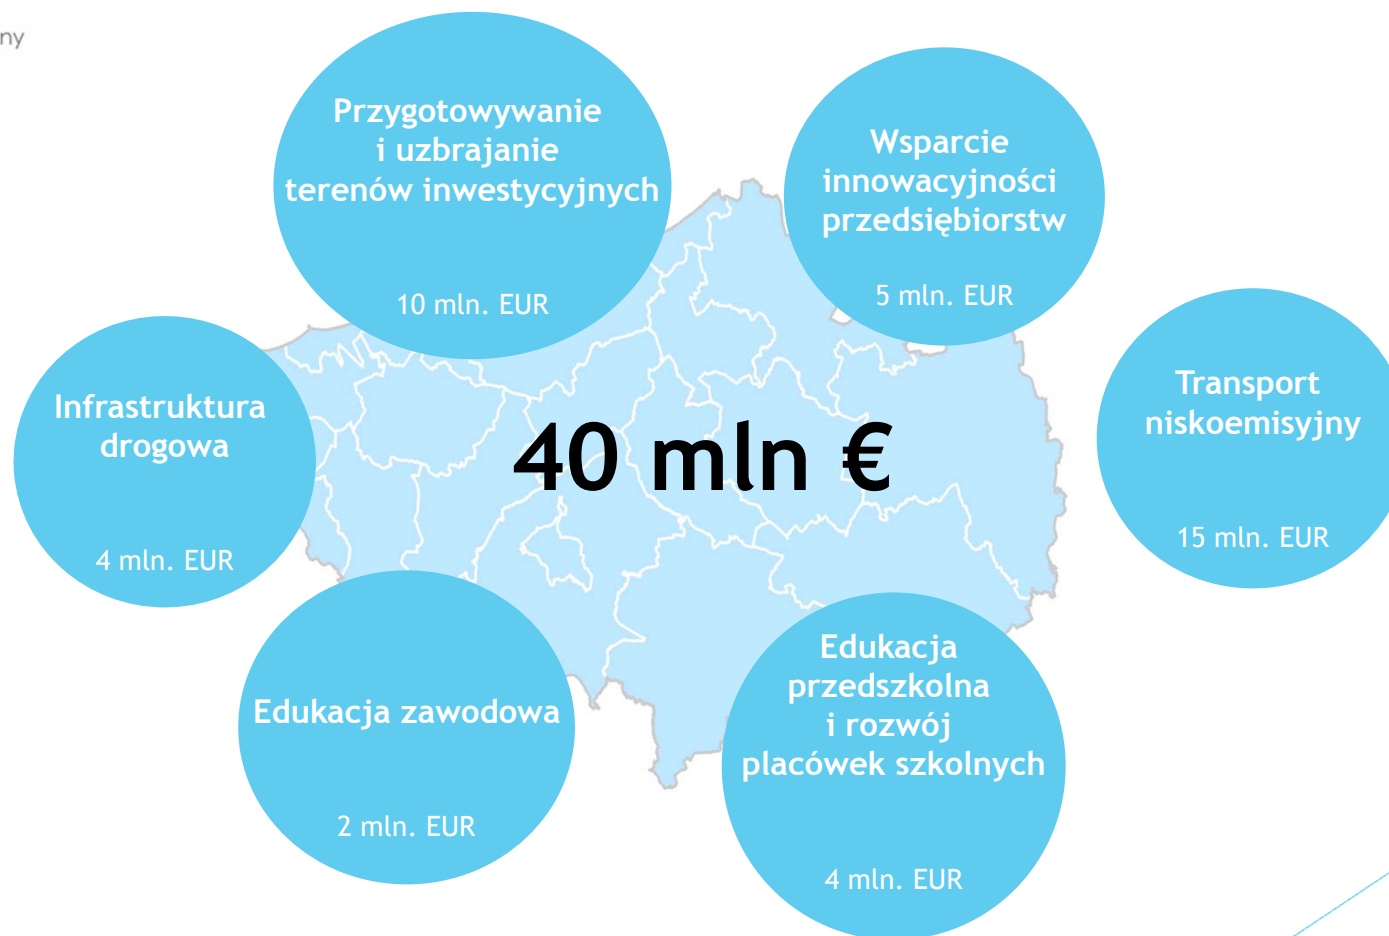 Przygotowywanie
i uzbrajanie
terenów inwestycyjnych
10 mln. EUR
Wsparcie
innowacyjności
przedsiębiorstw
5 mln. EUR
Infrastruktura
drogowa
4 mln. EUR
40 mln €
Transport
niskoemisyjny
15 mln. EUR
Edukacja zawodowa
2 mln. EUR
Edukacja
przedszkolna
i rozwój
placówek szkolnych
4 mln. EUR